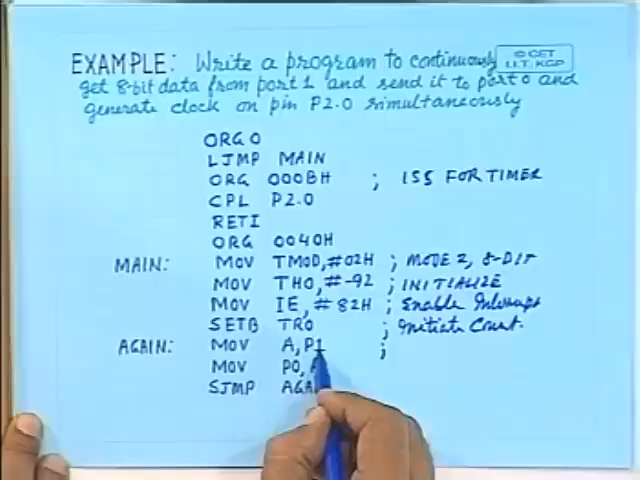 EXAMPLE: Write a program to continuously
© CET
I.I.T. KGP
get 8-bit data from port 1 and send it to port 0 and
generate clock on pin P2.0 simultaneously
ORG 0
LJMP MAIN
ORG 000BH ; ISS FOR TIMER
CPL P2.0
RETI
ORG 0040H
MAIN: MOV TMOD, #02H ; MODE 2, 8-BIT
MOV TH0, #-92 ; INITIALIZE
MOV IE, #82H ; Enable Interrupt
SETB TR0 ; Initiate Count.
AGAIN: MOV A, P1 ;
MOV P0,
SJMP